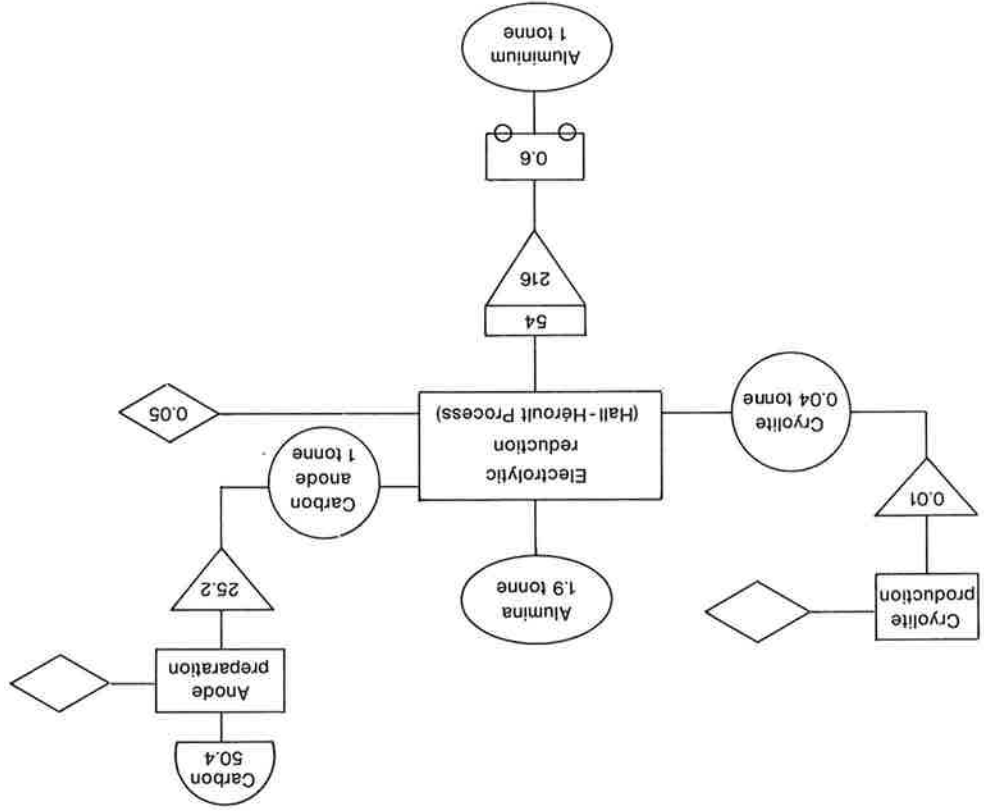 Carbon
50.4
Anode
preparation
25.2
Carbon
anode
1 tonne
Alumina
1.9 tonne
Cryolite
production
0.01
Cryolite
0.04 tonne
Electrolytic
reduction
(Hall-Héroult Process)
0.05
54
216
0.6
Aluminium
1 tonne